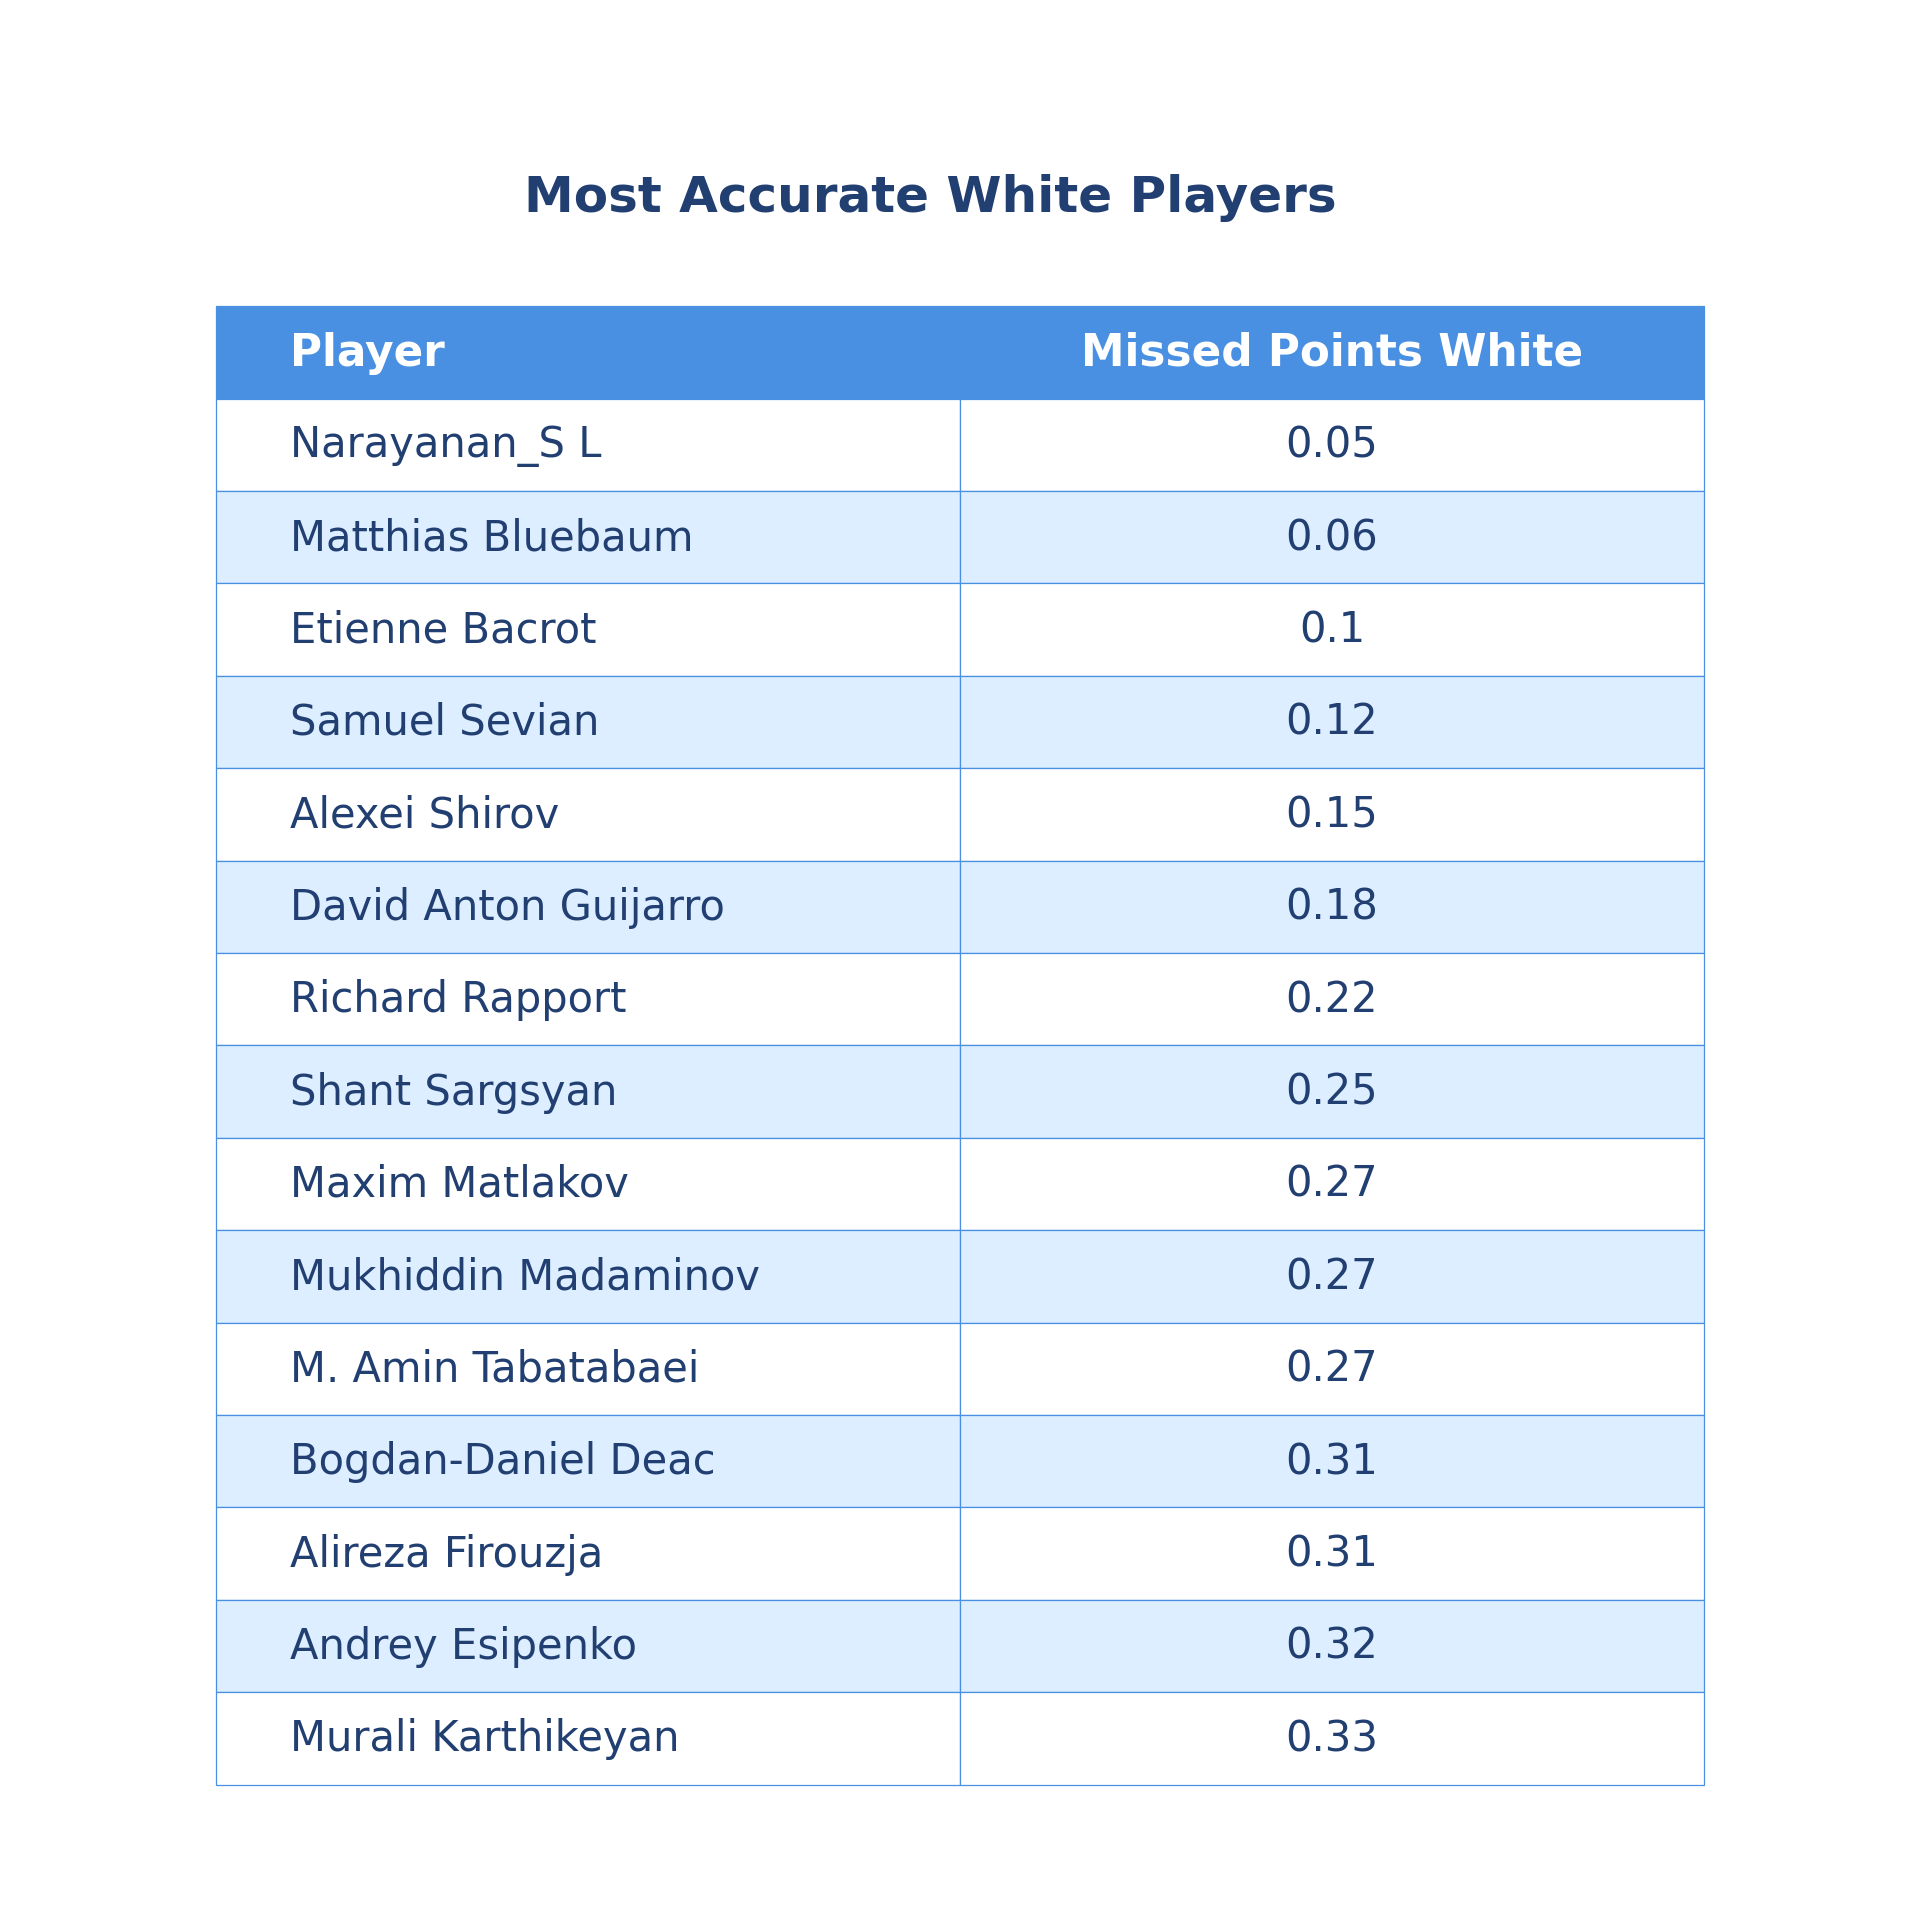 Most Accurate White Players
Player Missed Points White
Narayanan_S L 0.05
Matthias Bluebaum 0.06
Etienne Bacrot 0.1
Samuel Sevian 0.12
Alexei Shirov 0.15
David Anton Guijarro 0.18
Richard Rapport 0.22
Shant Sargsyan 0.25
Maxim Matlakov 0.27
Mukhiddin Madaminov 0.27
M. Amin Tabatabaei 0.27
Bogdan-Daniel Deac 0.31
Alireza Firouzja 0.31
Andrey Esipenko 0.32
Murali Karthikeyan 0.33